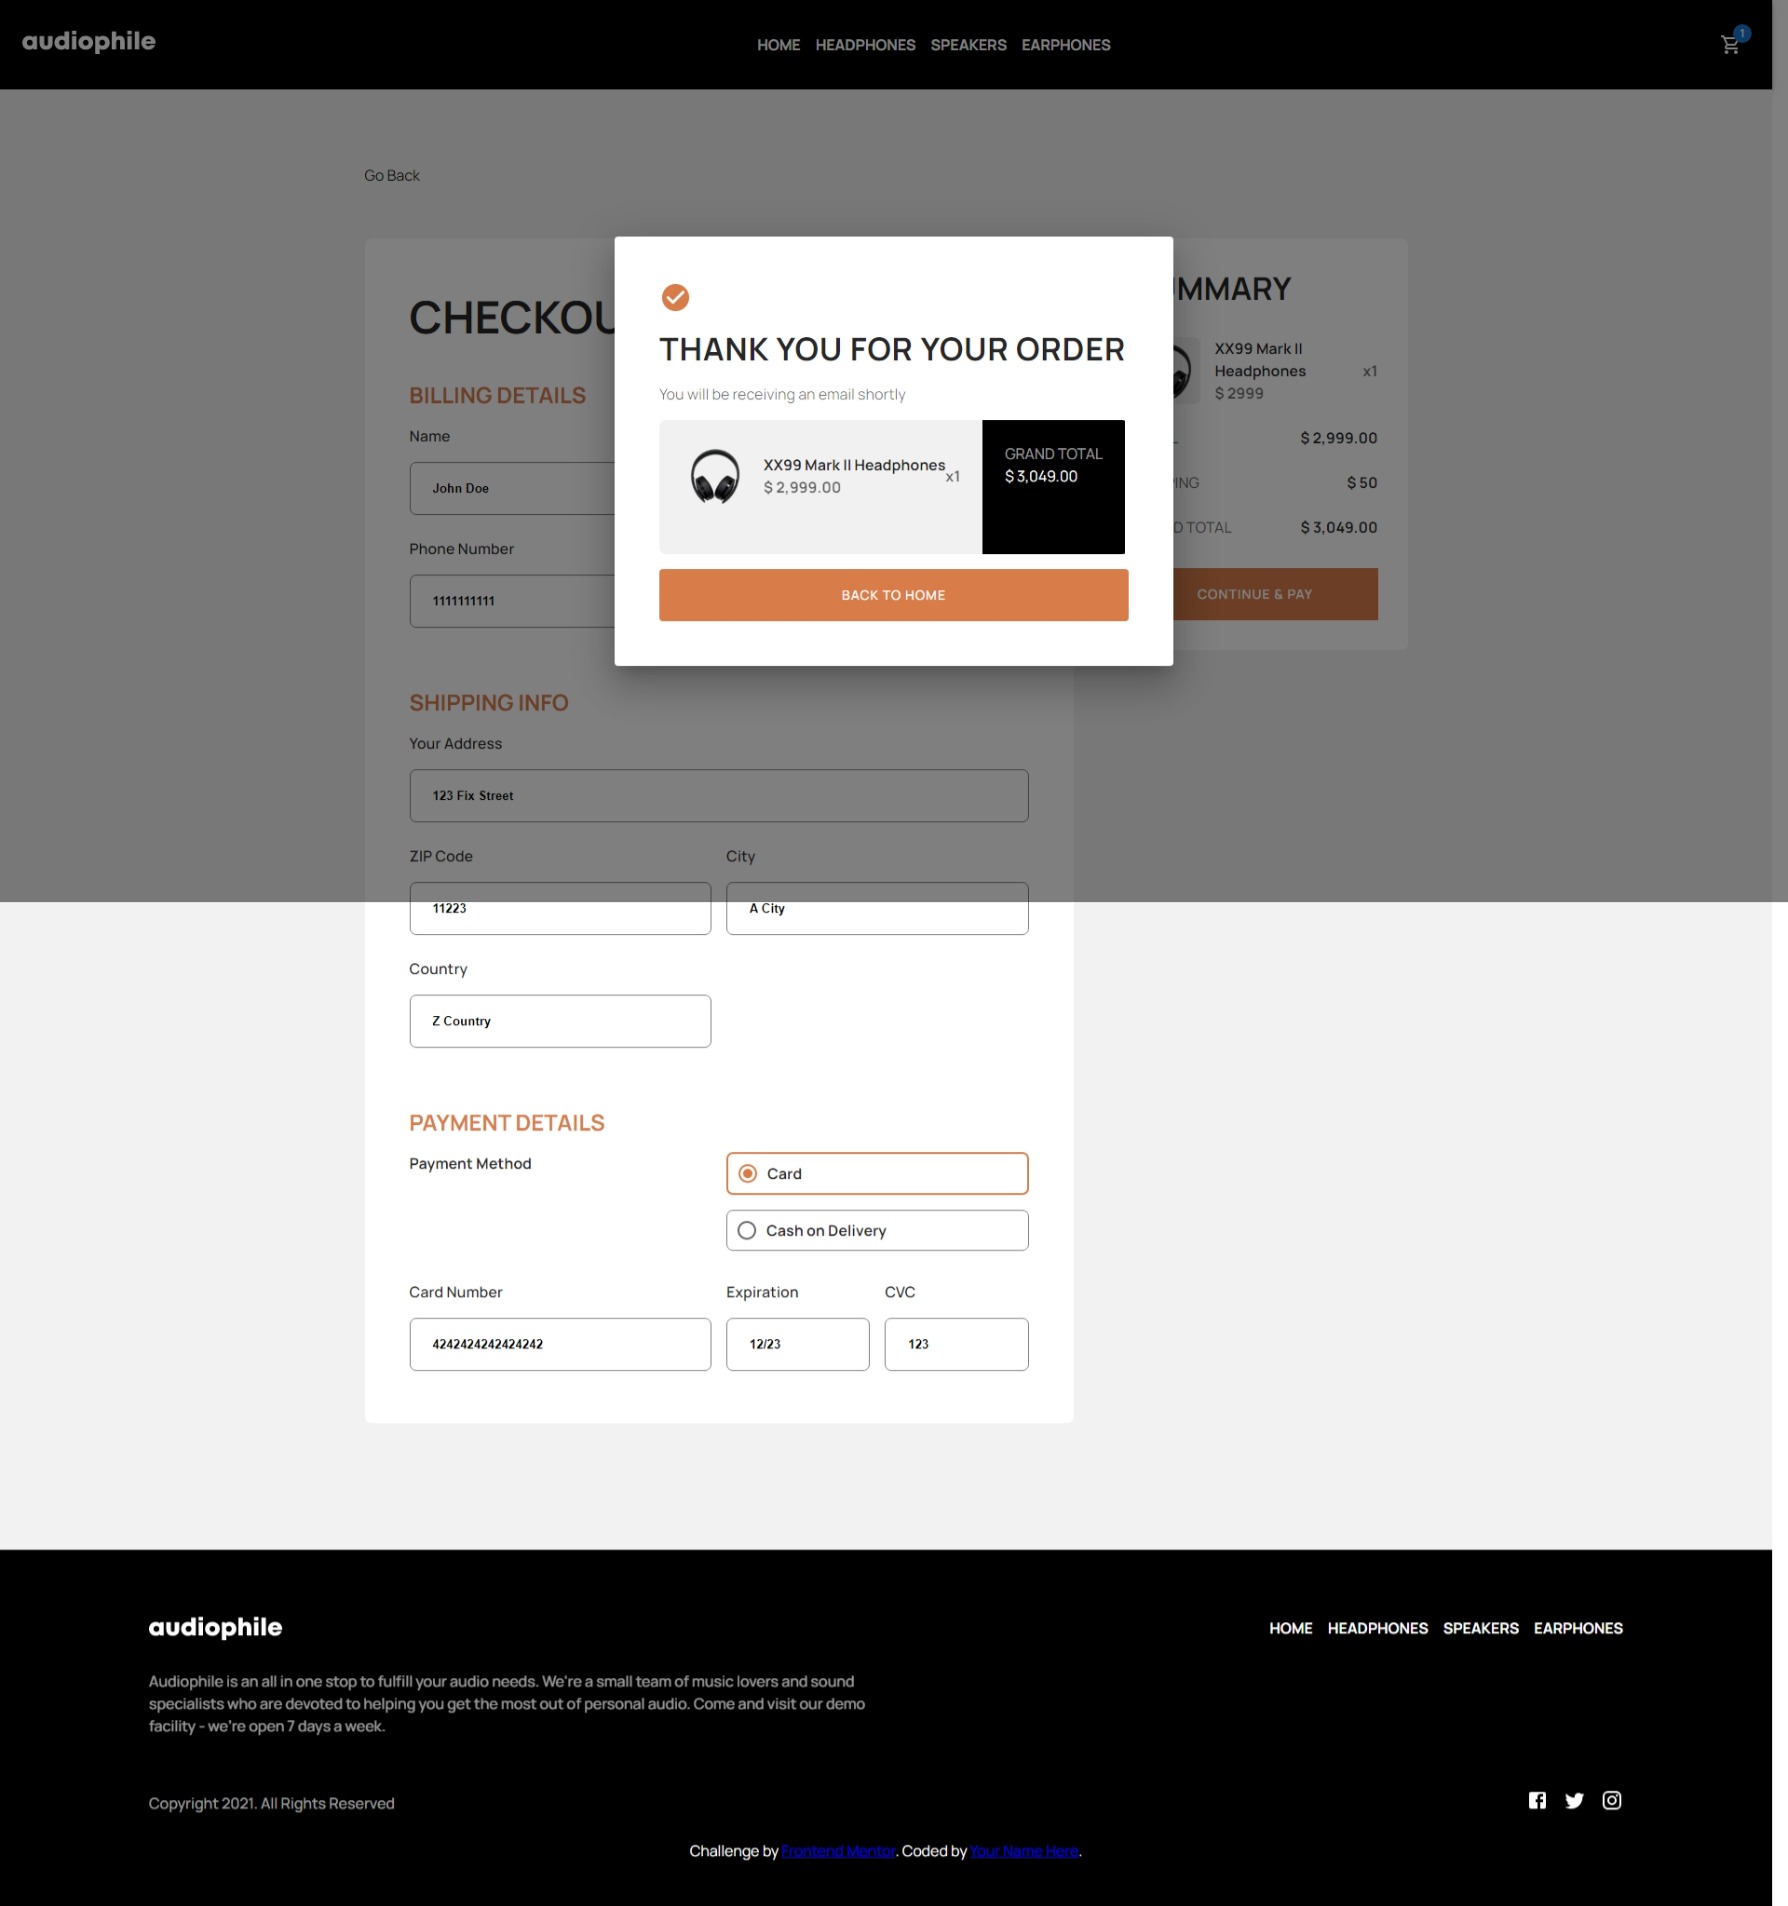 audiophile
HOME HEADPHONES SPEAKERS EARPHONES
1
Go Back
CHECKOU
BILLING DETAILS
Name
John Doe
Phone Number
1111111111
THANK YOU FOR YOUR ORDER
You will be receiving an email shortly
XX99 Mark II Headphones
$ 2,999.00
x1
GRAND TOTAL
$ 3,049.00
BACK TO HOME
MMARY
XX99 Mark II
Headphones
x1
$ 2999
L
$ 2,999.00
ING
$ 50
D TOTAL
$ 3,049.00
CONTINUE & PAY
SHIPPING INFO
Your Address
123 Fix Street
ZIP Code
City
11223
A City
Country
Z Country
PAYMENT DETAILS
Payment Method
Card
Cash on Delivery
Card Number
Expiration
CVC
4242424242424242
12/23
123
audiophile
HOME HEADPHONES SPEAKERS EARPHONES
Audiophile is an all in one stop to fulfill your audio needs. We're a small team of music lovers and sound
specialists who are devoted to helping you get the most out of personal audio. Come and visit our demo
facility - we're open 7 days a week.
Copyright 2021. All Rights Reserved
Challenge by Frontend Mentor. Coded by Your Name Here.